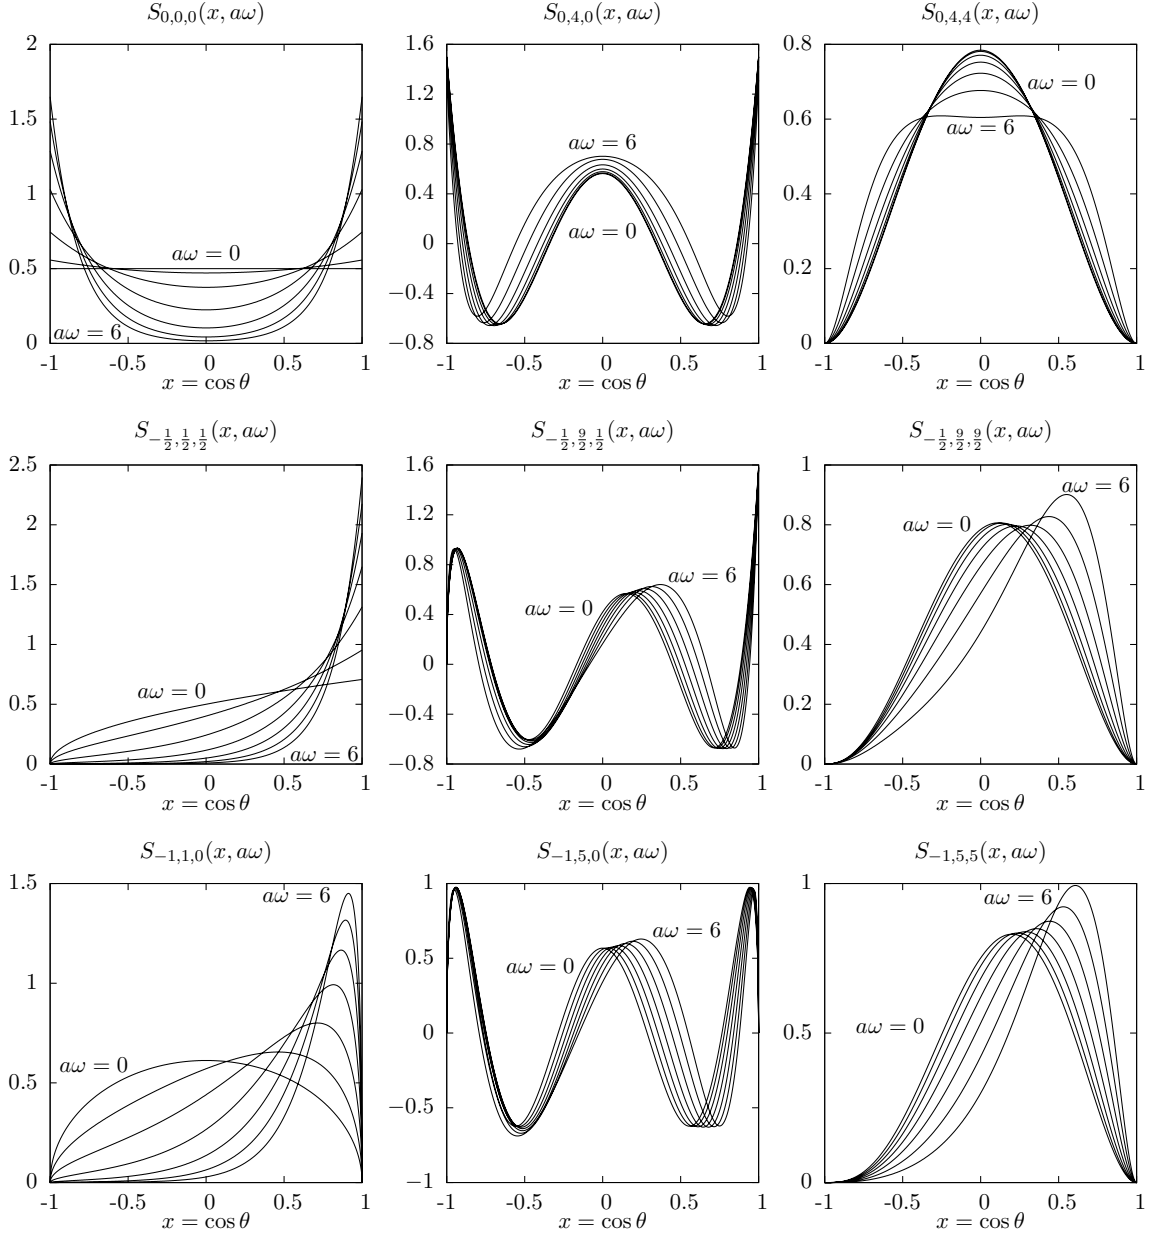 S_{0,0,0}(x, aω) S_{0,4,0}(x, aω) S_{0,4,4}(x, aω)
2
1.5
1
0.5
0
-1 -0.5 0 0.5 1
x = cos θ
aω = 0
aω = 6
1.6
1.2
0.8
0.4
0
−0.4
−0.8
-1 -0.5 0 0.5 1
x = cos θ
aω = 6
aω = 0
0.8
0.6
0.4
0.2
0
-1 -0.5 0 0.5 1
x = cos θ
aω = 0
aω = 6
S_{-1/2,1/2,1/2}(x, aω) S_{-1/2,9/2,1/2}(x, aω) S_{-1/2,9/2,9/2}(x, aω)
2.5
2
1.5
1
0.5
0
-1 -0.5 0 0.5 1
x = cos θ
aω = 0
aω = 6
1.6
1.2
0.8
0.4
0
−0.4
−0.8
-1 -0.5 0 0.5 1
x = cos θ
aω = 6
aω = 0
1
0.8
0.6
0.4
0.2
0
-1 -0.5 0 0.5 1
x = cos θ
aω = 6
aω = 0
S_{-1,1,0}(x, aω) S_{-1,5,0}(x, aω) S_{-1,5,5}(x, aω)
1.5
1
0.5
0
-1 -0.5 0 0.5 1
x = cos θ
aω = 6
aω = 0
1
0.5
0
−0.5
−1
-1 -0.5 0 0.5 1
x = cos θ
aω = 6
aω = 0
1
0.5
0
-1 -0.5 0 0.5 1
x = cos θ
aω = 6
aω = 0